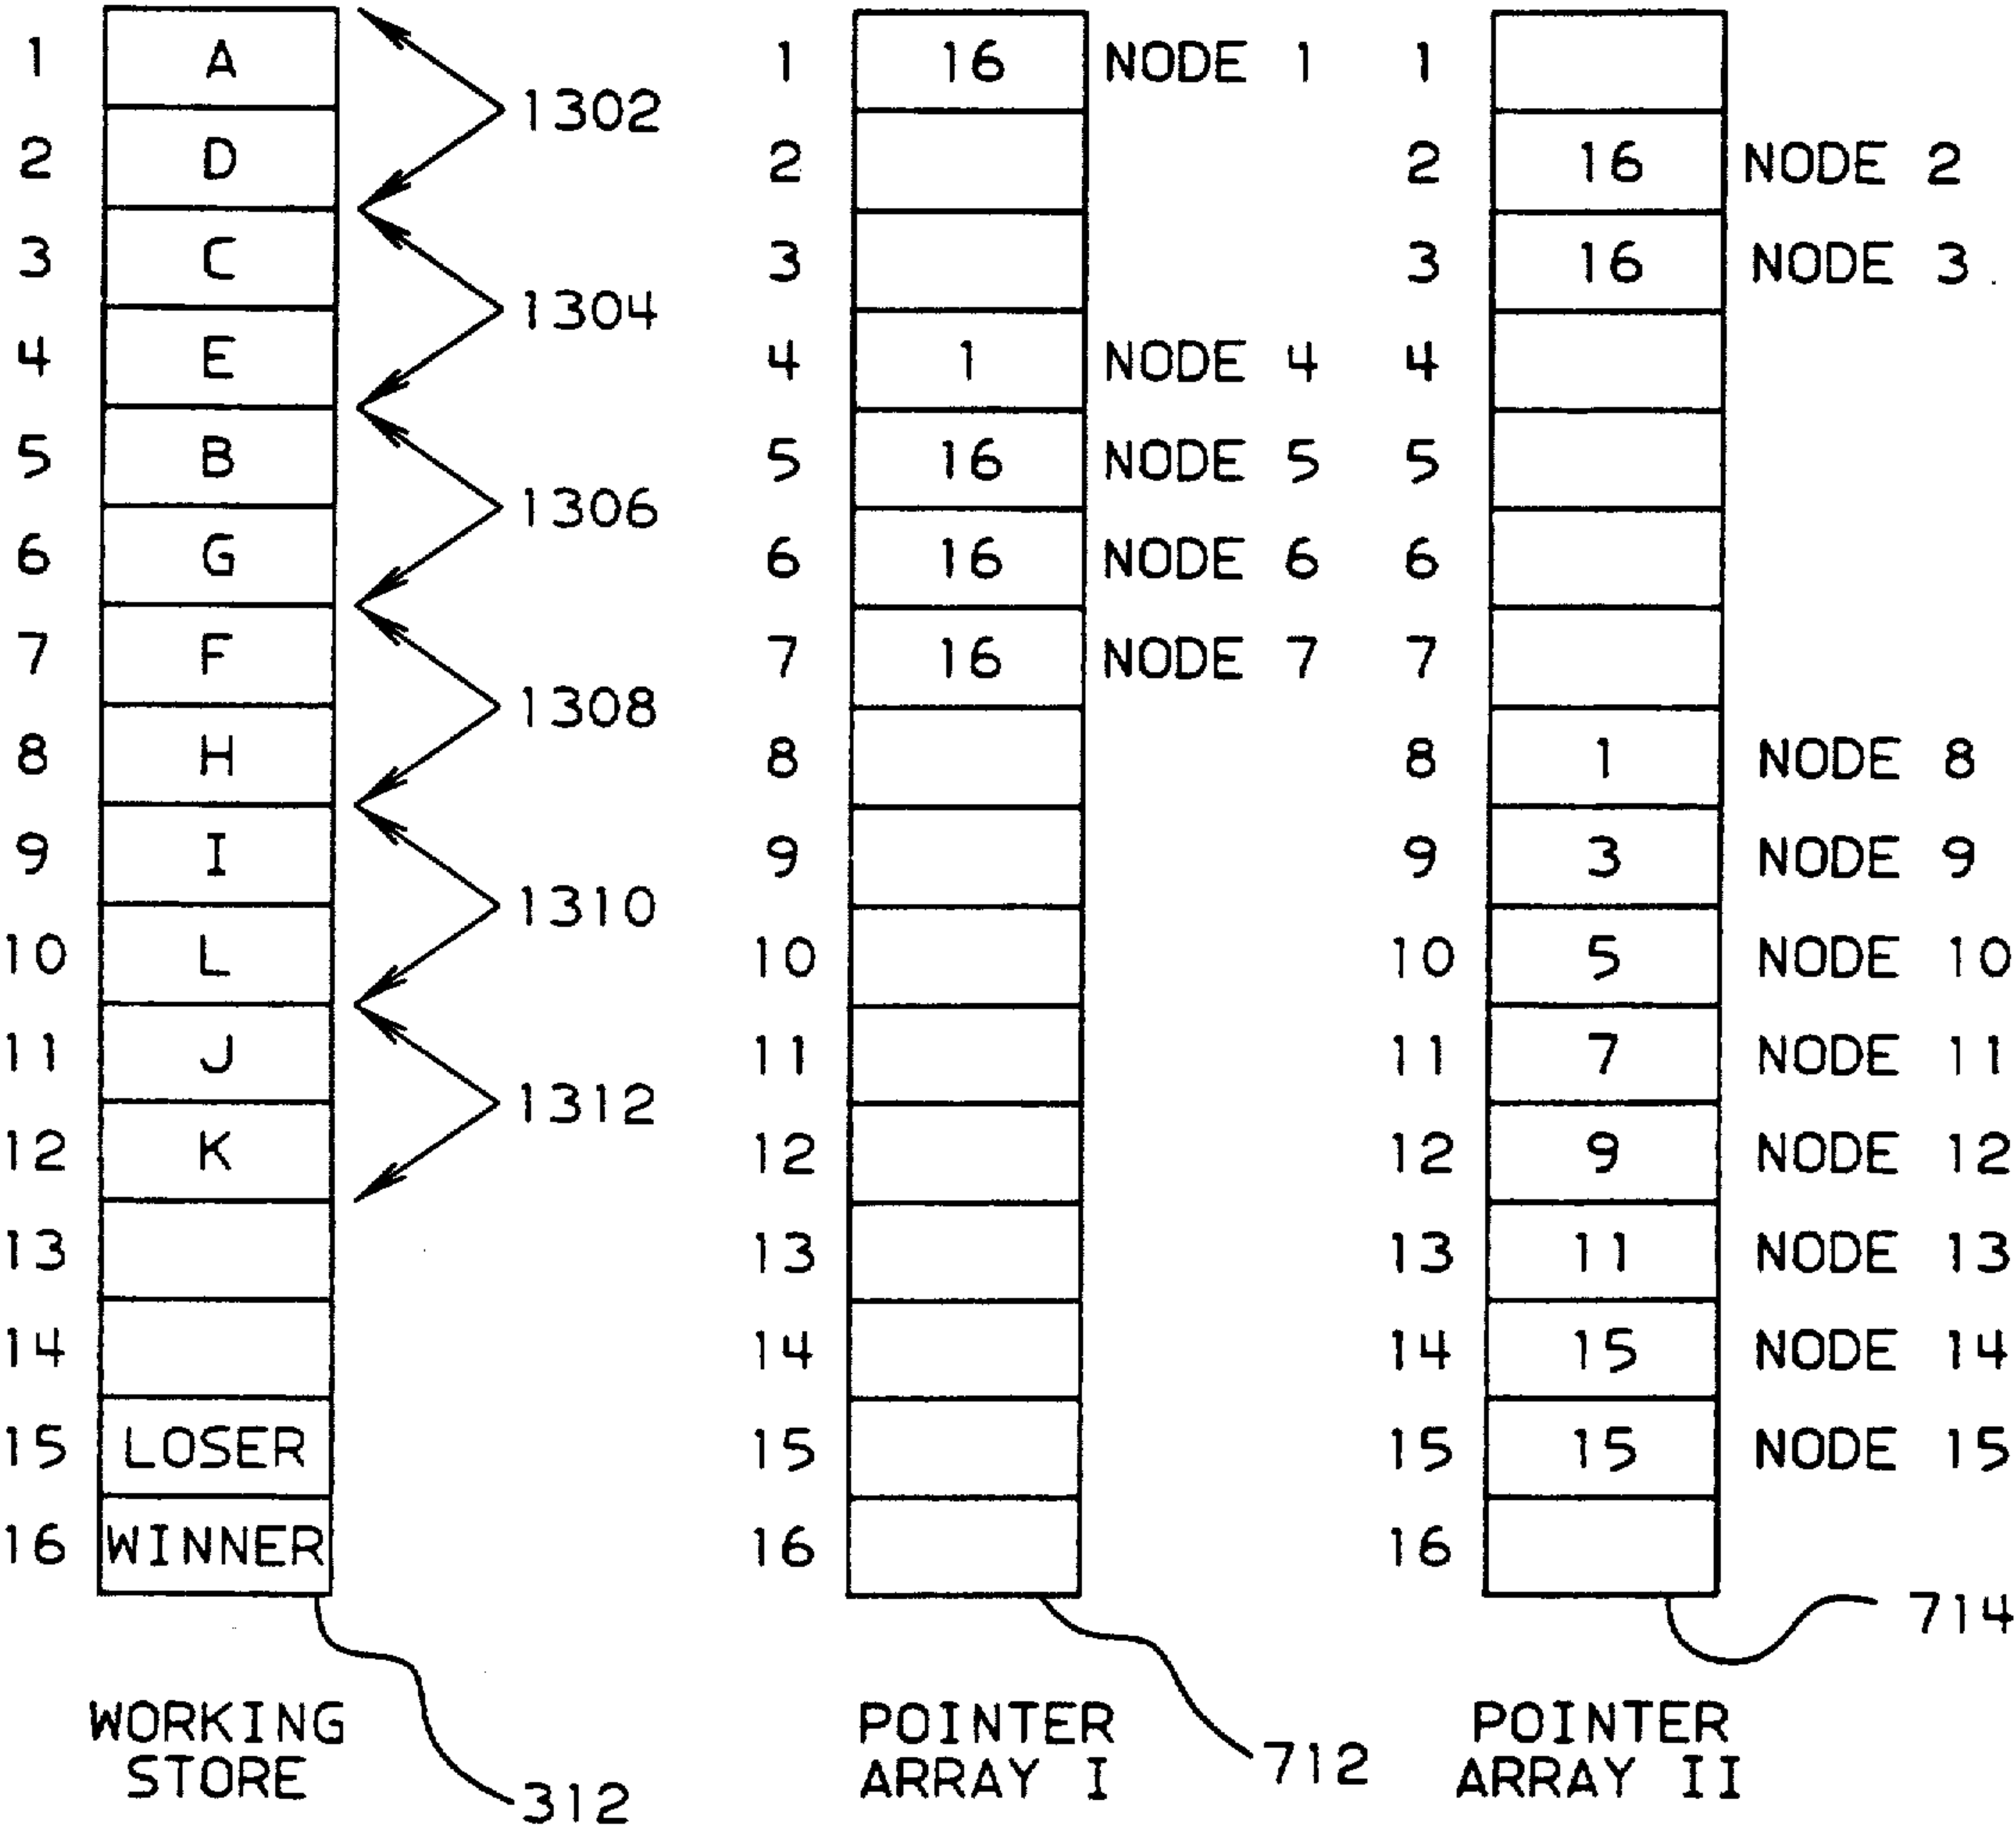 1 A 1 16 NODE 1 1
1302
2 D 2 2 16 NODE 2
3 C 3 3 16 NODE 3
1304
4 E 4 1 NODE 4 4
5 B 5 16 NODE 5 5
1306
6 G 6 16 NODE 6 6
7 F 7 16 NODE 7 7
1308
8 H 8 8 1 NODE 8
9 I 9 9 3 NODE 9
1310
10 L 10 10 5 NODE 10
11 J 11 11 7 NODE 11
1312
12 K 12 12 9 NODE 12
13 13 13 11 NODE 13
14 14 14 15 NODE 14
15 LOSER 15 15 15 NODE 15
16 WINNER 16 16
714
WORKING STORE
312
POINTER ARRAY I
712
POINTER ARRAY II